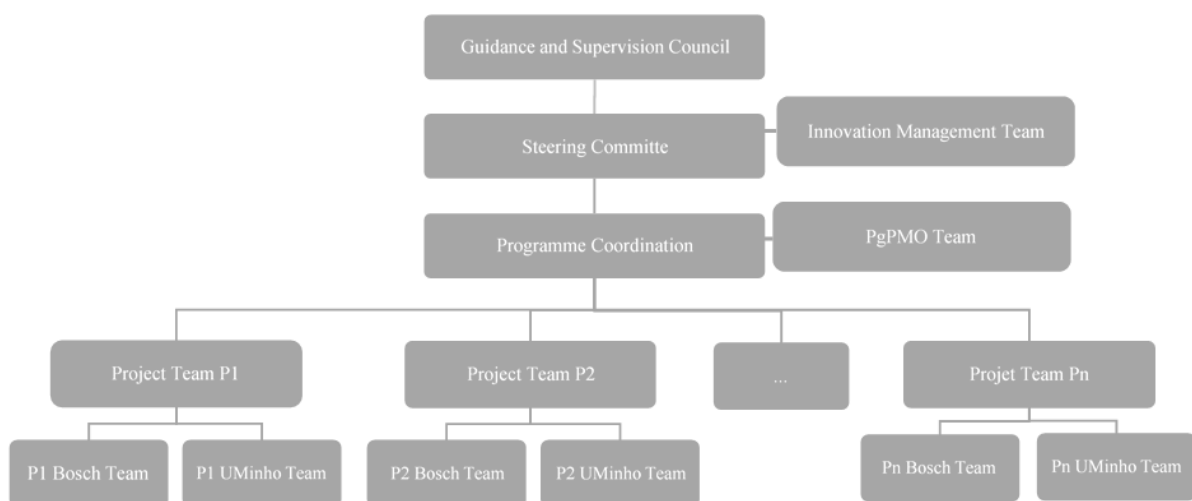 Guidance and Supervision Council
Steering Committe
Innovation Management Team
Programme Coordination
PgPMO Team
Project Team P1
Project Team P2
...
Projet Team Pn
P1 Bosch Team
P1 UMinho Team
P2 Bosch Team
P2 UMinho Team
Pn Bosch Team
Pn UMinho Team